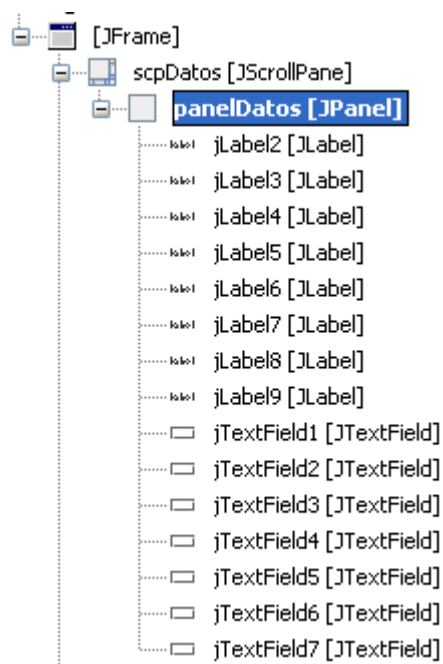 [JFrame]
scpDatos [JScrollPane]
panelDatos [JPanel]
jLabel2 [JLabel]
jLabel3 [JLabel]
jLabel4 [JLabel]
jLabel5 [JLabel]
jLabel6 [JLabel]
jLabel7 [JLabel]
jLabel8 [JLabel]
jLabel9 [JLabel]
jTextField1 [JTextField]
jTextField2 [JTextField]
jTextField3 [JTextField]
jTextField4 [JTextField]
jTextField5 [JTextField]
jTextField6 [JTextField]
jTextField7 [JTextField]